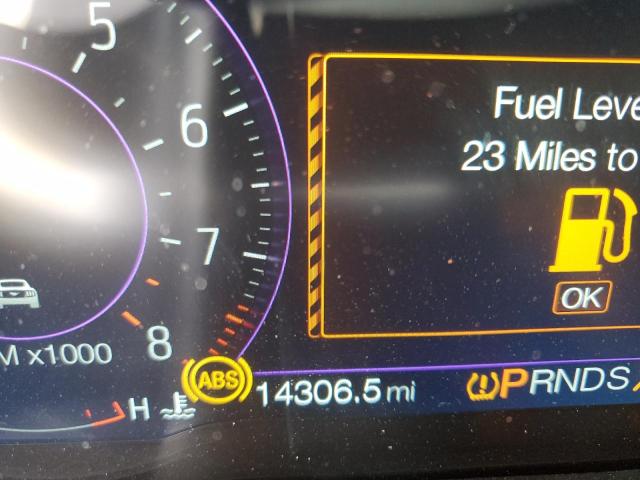 5
6
7
8
Fuel Leve
23 Miles to
OK
M x1000
ABS
14306.5 mi
PRNDS
H